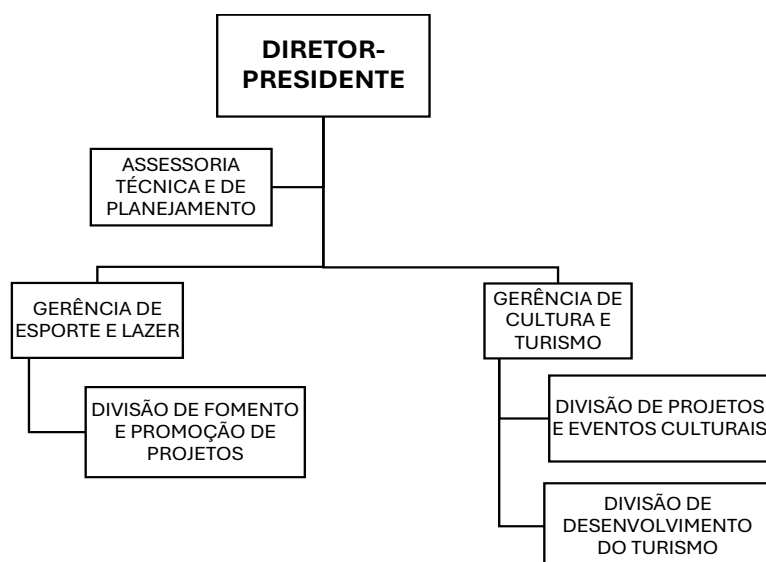 DIRETOR-
PRESIDENTE
ASSESSORIA
TÉCNICA E DE
PLANEJAMENTO
GERÊNCIA DE
ESPORTE E LAZER
GERÊNCIA DE
CULTURA E
TURISMO
DIVISÃO DE FOMENTO
E PROMOÇÃO DE
PROJETOS
DIVISÃO DE PROJETOS
E EVENTOS CULTURAIS
DIVISÃO DE
DESENVOLVIMENTO
DO TURISMO